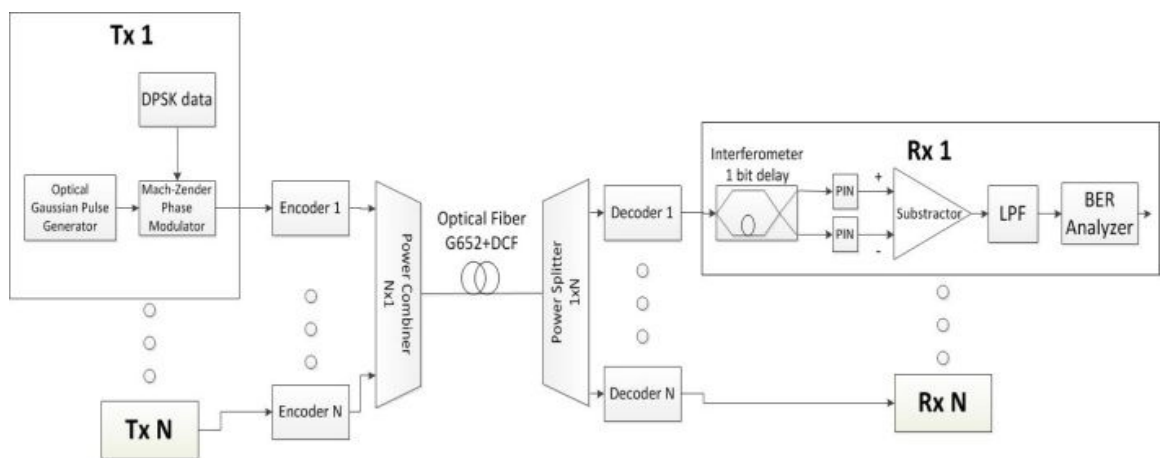 Tx 1
DPSK data
Optical
Gaussian Pulse
Generator
Mach-Zender
Phase
Modulator
Encoder 1
Power Combiner
Nx1
Optical Fiber
G652+DCF
Power Splitter
1xN
Decoder 1
Rx 1
Interferometer
1 bit delay
PIN
PIN
+
-
Substractor
LPF
BER
Analyzer
Tx N
Encoder N
Decoder N
Rx N